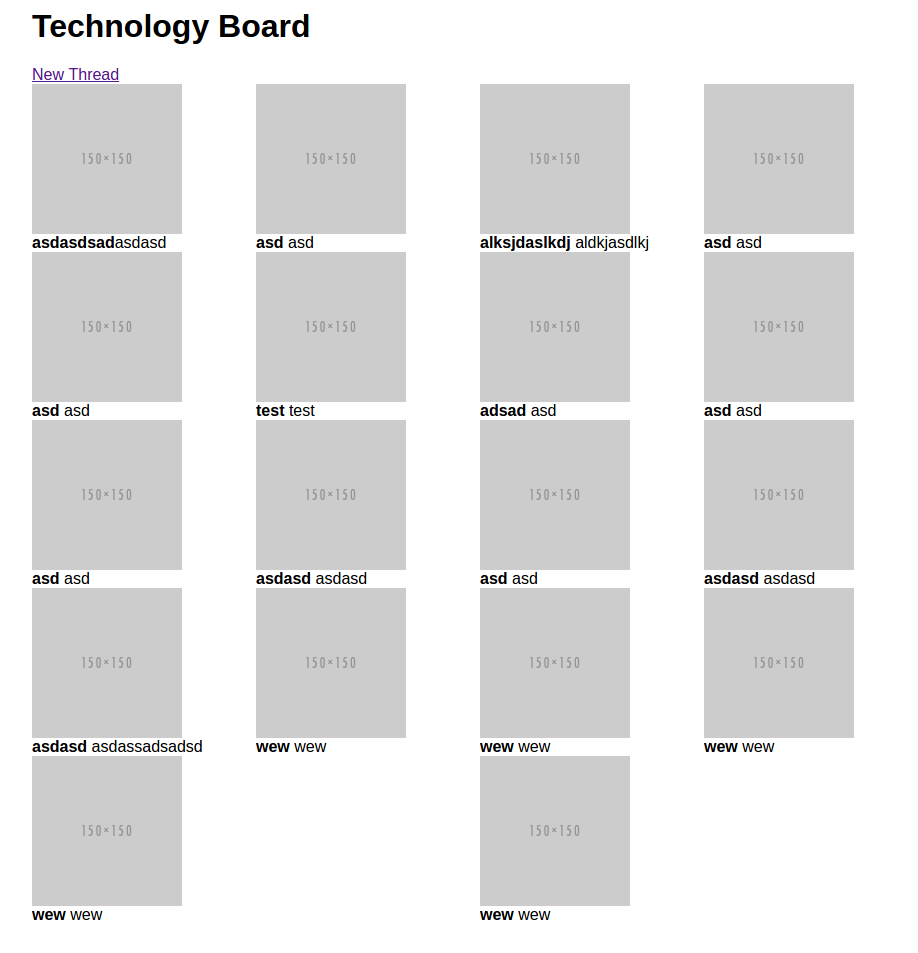 Technology Board
New Thread
150×150 150×150 150×150 150×150
asdasdsadasdasd asd asd alksjdaslkdj aldkjasdlkj asd asd
150×150 150×150 150×150 150×150
asd asd test test adsad asd asd asd
150×150 150×150 150×150 150×150
asd asd asdasd asdasd asd asd asdasd asdasd
150×150 150×150 150×150 150×150
asdasd asdassadsadsd wew wew wew wew wew wew
150×150 150×150
wew wew wew wew